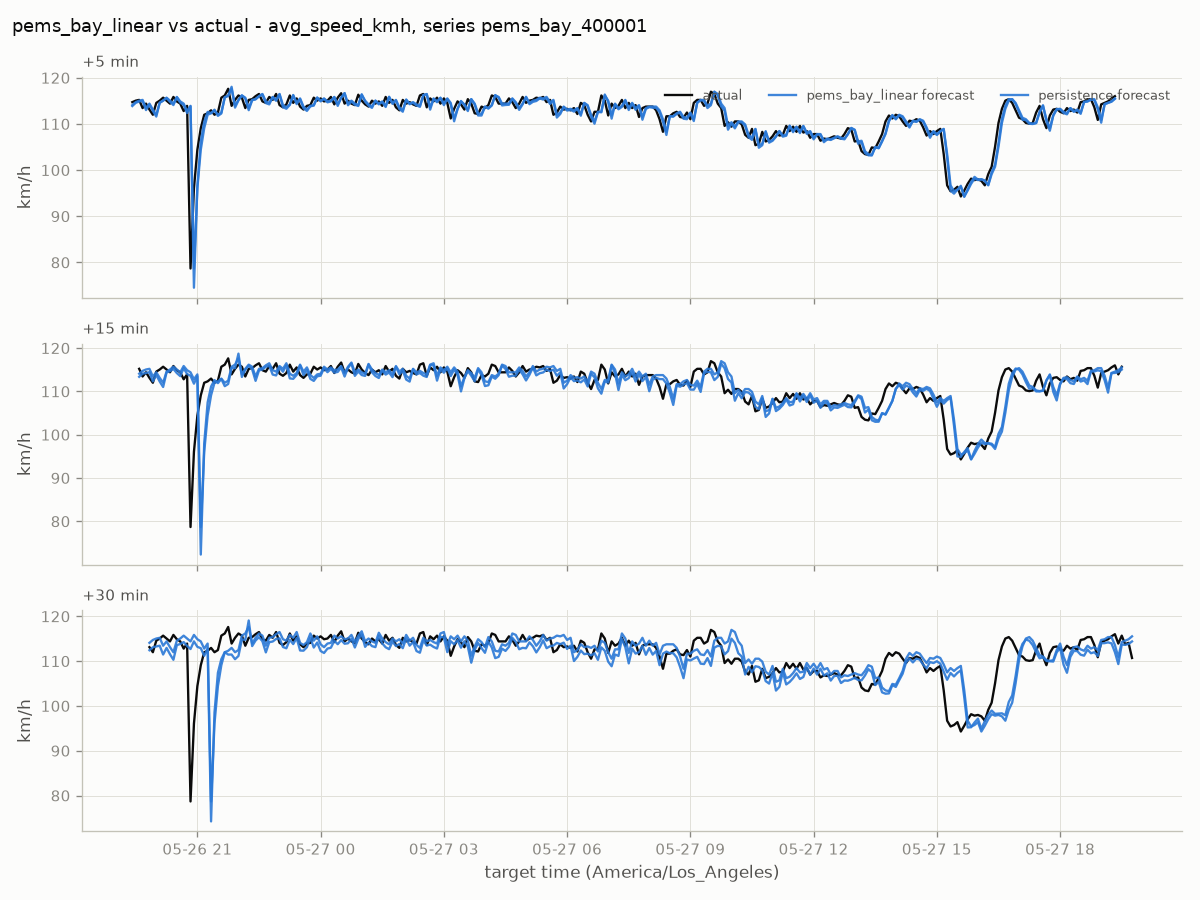 pems_bay_linear vs actual - avg_speed_kmh, series pems_bay_400001
+5 min
120
110
100
90
80
km/h
actual
pems_bay_linear forecast
persistence forecast
+15 min
120
110
100
90
80
km/h
+30 min
120
110
100
90
80
km/h
05-26 21
05-27 00
05-27 03
05-27 06
05-27 09
05-27 12
05-27 15
05-27 18
target time (America/Los_Angeles)